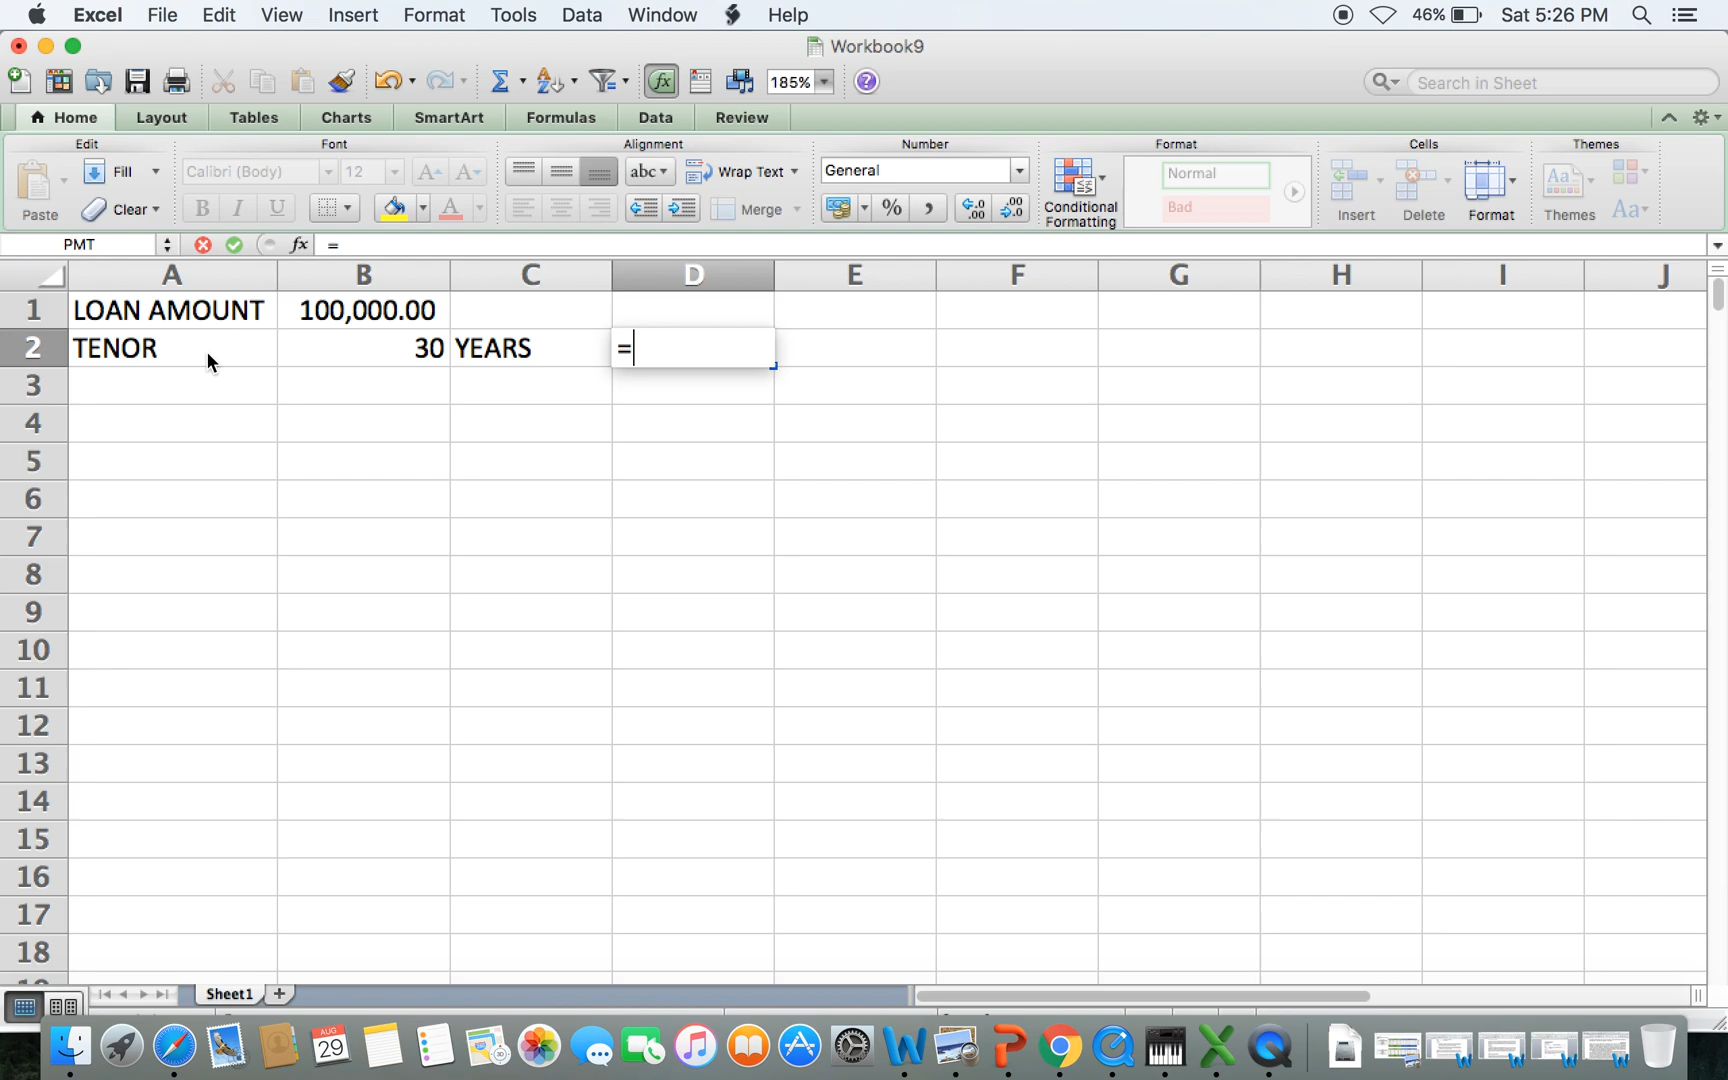 Excel File Edit View Insert Format Tools Data Window Help 46% Sat 5:26 PM
Workbook9
185% Search in Sheet
Home Layout Tables Charts SmartArt Formulas Data Review
Edit Font Alignment Number Format Cells Themes
Fill Calibri (Body) 12 A A abc Wrap Text General Normal
Paste Clear B I U A Merge % , Conditional Formatting Bad Insert Delete Format Themes Aa
PMT fx =
A B C D E F G H I J
1 LOAN AMOUNT 100,000.00
2 TENOR 30 YEARS =
3
4
5
6
7
8
9
10
11
12
13
14
15
16
17
18
Sheet1 +
AUG
29